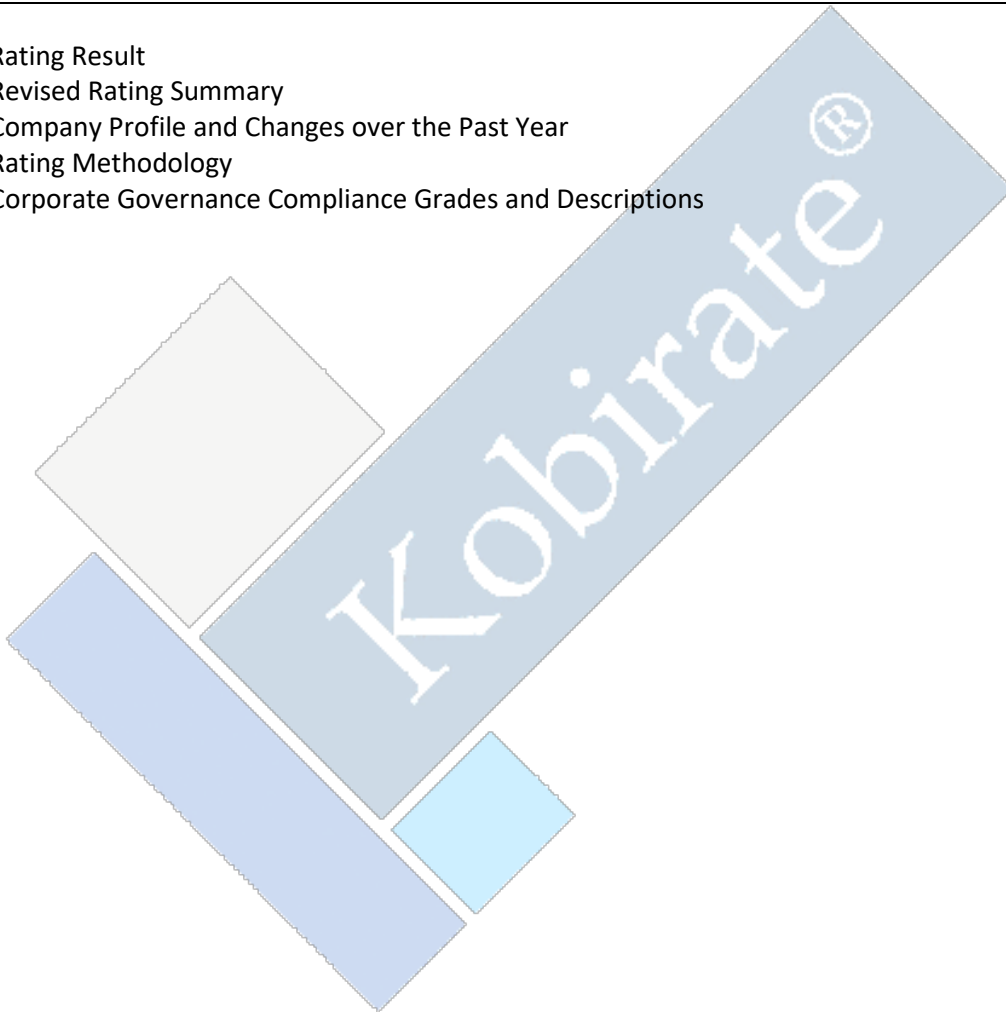 Rating Result
Revised Rating Summary
Company Profile and Changes over the Past Year
Rating Methodology
Corporate Governance Compliance Grades and Descriptions
Kobirate ®